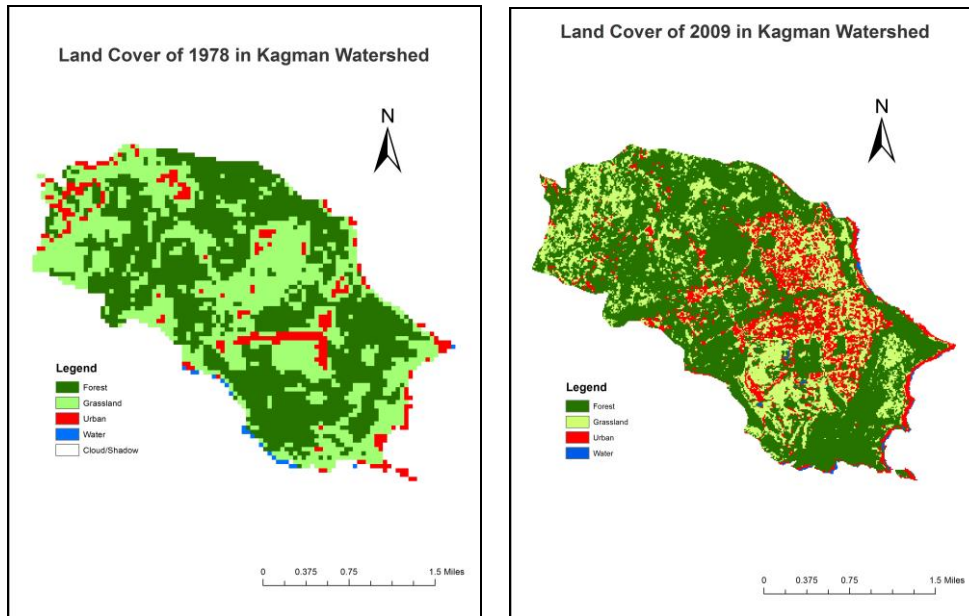 Land Cover of 1978 in Kagman Watershed
N
Legend
Forest
Grassland
Urban
Water
Cloud/Shadow
0 0.375 0.75 1.5 Miles
Land Cover of 2009 in Kagman Watershed
N
Legend
Forest
Grassland
Urban
Water
0 0.375 0.75 1.5 Miles